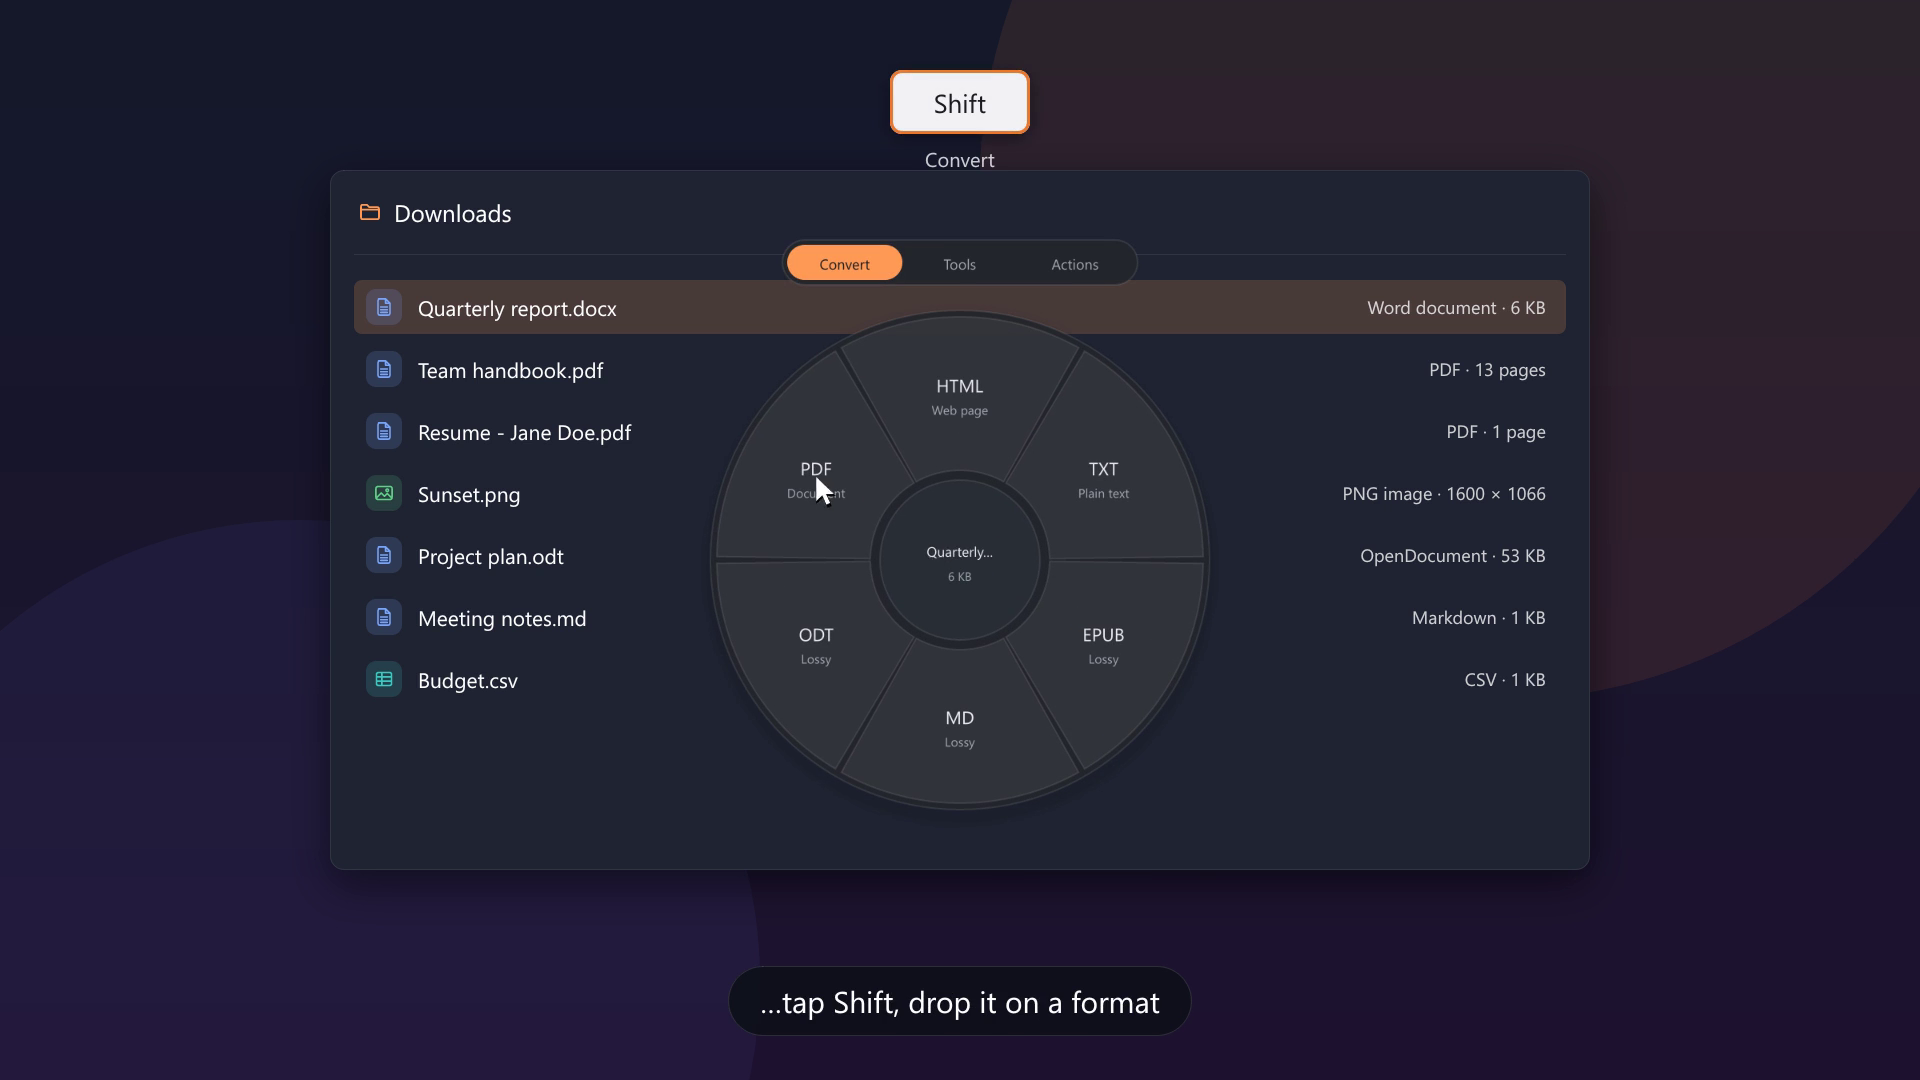 Shift
Convert
Downloads
Convert Tools Actions
Quarterly report.docx Word document · 6 KB
Team handbook.pdf PDF · 13 pages
Resume - Jane Doe.pdf PDF · 1 page
Sunset.png PNG image · 1600 × 1066
Project plan.odt OpenDocument · 53 KB
Meeting notes.md Markdown · 1 KB
Budget.csv CSV · 1 KB
HTML
Web page
PDF
Document
TXT
Plain text
Quarterly...
6 KB
ODT
Lossy
EPUB
Lossy
MD
Lossy
...tap Shift, drop it on a format